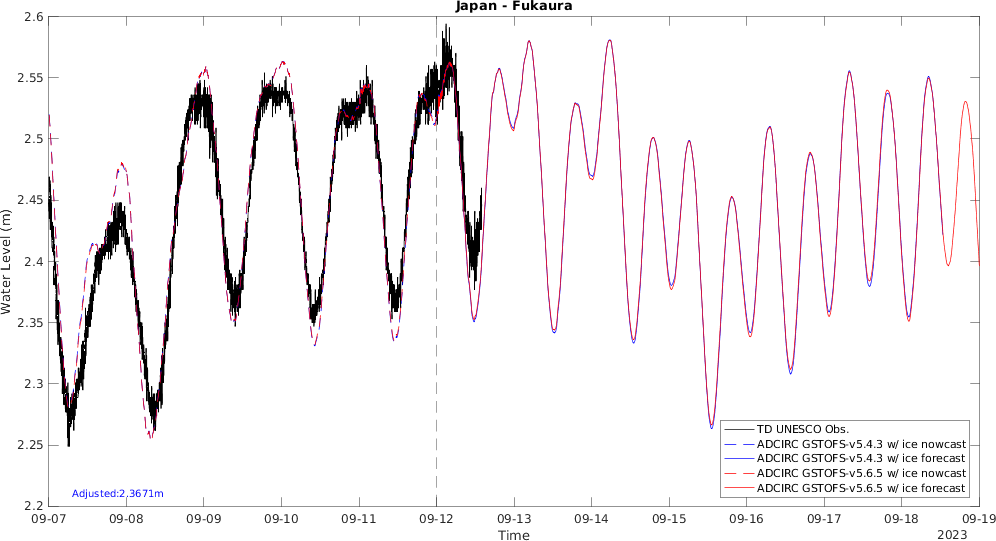 Japan - Fukaura
2.6
2.55
2.5
2.45
2.4
2.35
2.3
2.25
2.2
Water Level (m)
Adjusted:2.3671m
TD UNESCO Obs.
ADCIRC GSTOFS-v5.4.3 w/ ice nowcast
ADCIRC GSTOFS-v5.4.3 w/ ice forecast
ADCIRC GSTOFS-v5.6.5 w/ ice nowcast
ADCIRC GSTOFS-v5.6.5 w/ ice forecast
09-07 09-08 09-09 09-10 09-11 09-12 09-13 09-14 09-15 09-16 09-17 09-18 09-19
Time
2023